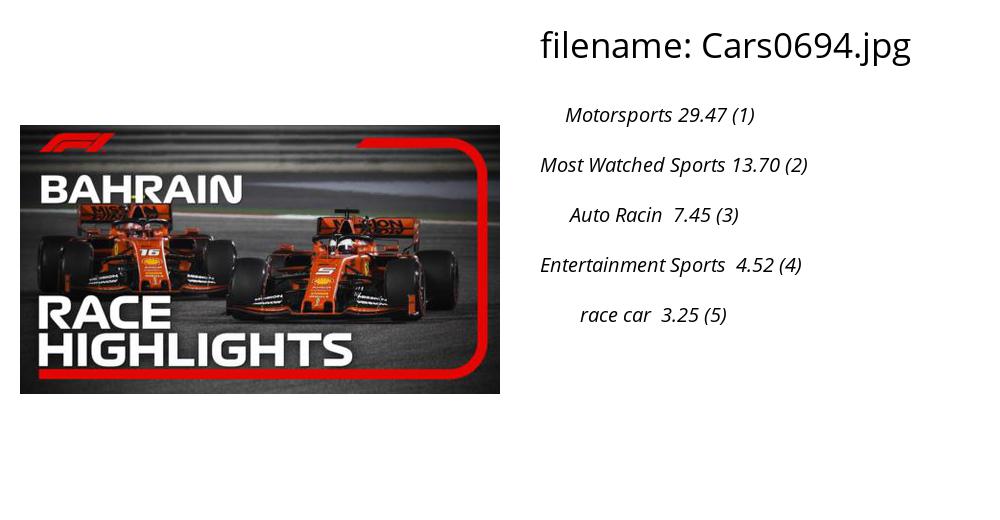 filename: Cars0694.jpg
Motorsports 29.47 (1)
Most Watched Sports 13.70 (2)
Auto Racin 7.45 (3)
Entertainment Sports 4.52 (4)
race car 3.25 (5)
F1
BAHRAIN
16
5
RACE
HIGHLIGHTS